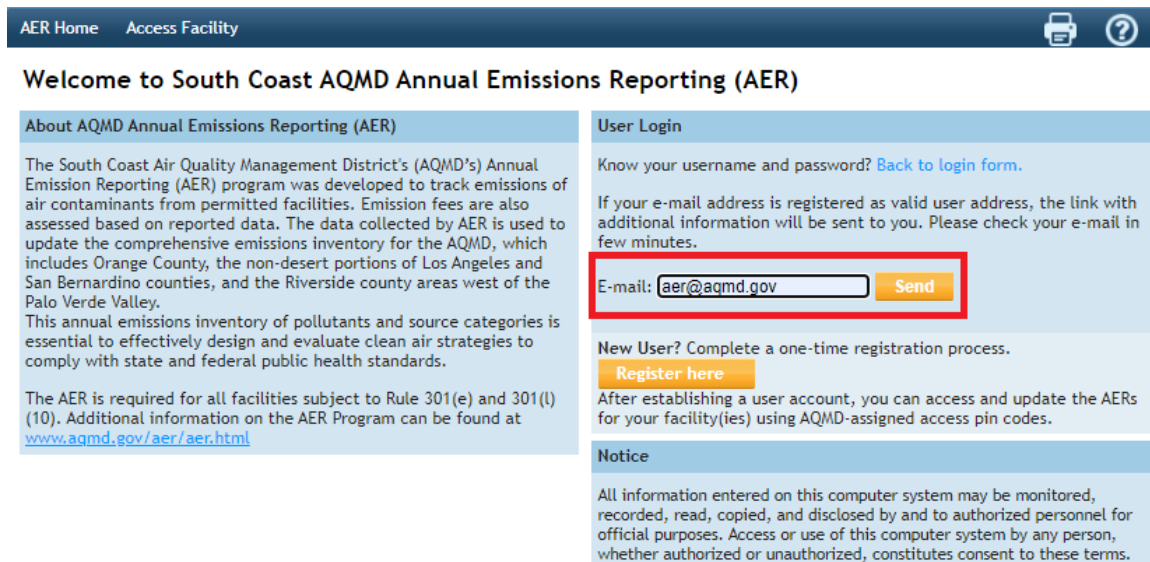 AER Home Access Facility
Welcome to South Coast AQMD Annual Emissions Reporting (AER)
About AQMD Annual Emissions Reporting (AER)
The South Coast Air Quality Management District's (AQMD's) Annual
Emission Reporting (AER) program was developed to track emissions of
air contaminants from permitted facilities. Emission fees are also
assessed based on reported data. The data collected by AER is used to
update the comprehensive emissions inventory for the AQMD, which
includes Orange County, the non-desert portions of Los Angeles and
San Bernardino counties, and the Riverside county areas west of the
Palo Verde Valley.
This annual emissions inventory of pollutants and source categories is
essential to effectively design and evaluate clean air strategies to
comply with state and federal public health standards.
The AER is required for all facilities subject to Rule 301(e) and 301(l)
(10). Additional information on the AER Program can be found at
www.aqmd.gov/aer/aer.html
User Login
Know your username and password? Back to login form.
If your e-mail address is registered as valid user address, the link with
additional information will be sent to you. Please check your e-mail in
few minutes.
E-mail: aer@aqmd.gov Send
New User? Complete a one-time registration process.
Register here
After establishing a user account, you can access and update the AERs
for your facility(ies) using AQMD-assigned access pin codes.
Notice
All information entered on this computer system may be monitored,
recorded, read, copied, and disclosed by and to authorized personnel for
official purposes. Access or use of this computer system by any person,
whether authorized or unauthorized, constitutes consent to these terms.